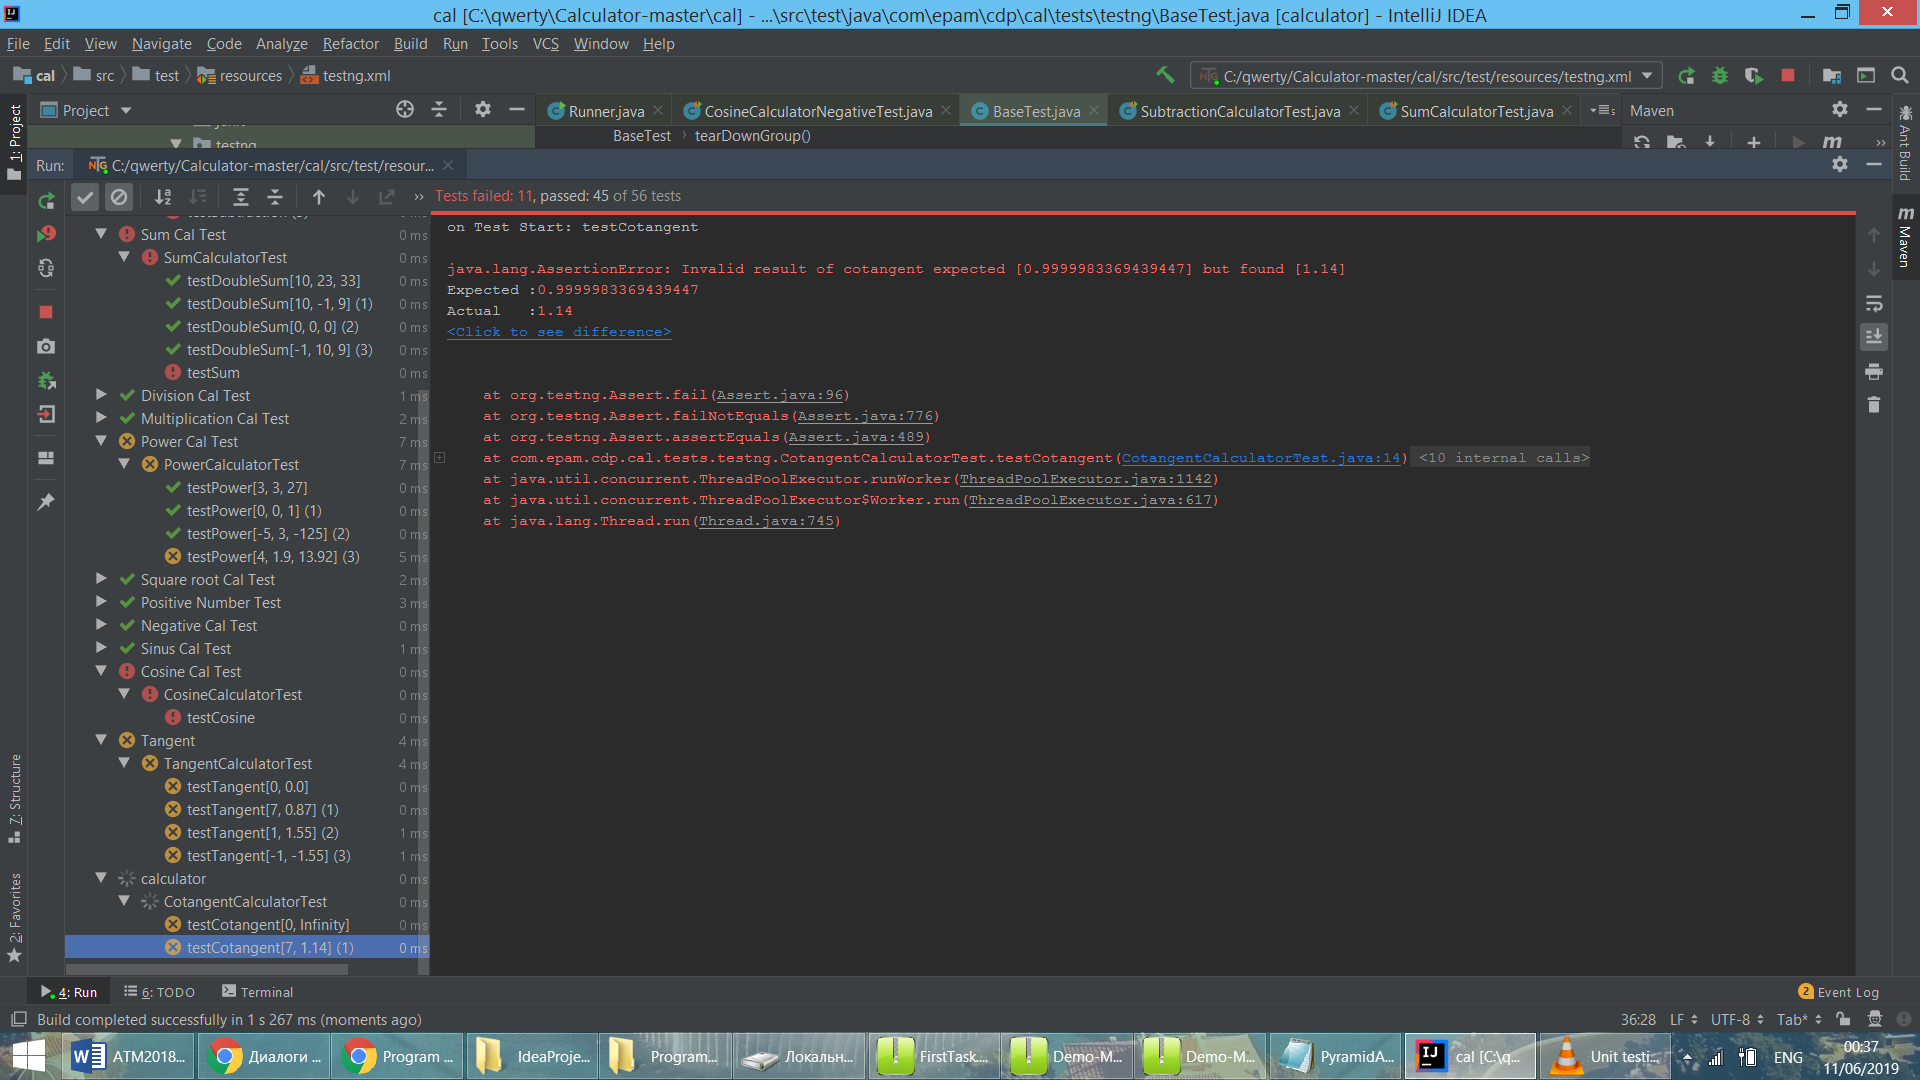 cal [C:\qwerty\Calculator-master\cal] - ...\src\test\java\com\epam\cdp\cal\tests\testng\BaseTest.java [calculator] - IntelliJ IDEA
File Edit View Navigate Code Analyze Refactor Build Run Tools VCS Window Help
cal src test resources testng.xml
C:/qwerty/Calculator-master/cal/src/test/resources/testng.xml
1: Project
Project
Runner.java CosineCalculatorNegativeTest.java BaseTest.java SubtractionCalculatorTest.java SumCalculatorTest.java
Maven
testng
BaseTest tearDownGroup()
Ant Build
Run: C:/qwerty/Calculator-master/cal/src/test/resour...
Tests failed: 11, passed: 45 of 56 tests
Sum Cal Test 0 ms
SumCalculatorTest 0 ms
testDoubleSum[10, 23, 33] 0 ms
testDoubleSum[10, -1, 9] (1) 0 ms
testDoubleSum[0, 0, 0] (2) 0 ms
testDoubleSum[-1, 10, 9] (3) 0 ms
testSum 0 ms
Division Cal Test 1 ms
Multiplication Cal Test 2 ms
Power Cal Test 7 ms
PowerCalculatorTest 7 ms
testPower[3, 3, 27] 0 ms
testPower[0, 0, 1] (1) 0 ms
testPower[-5, 3, -125] (2) 0 ms
testPower[4, 1.9, 13.92] (3) 5 ms
Square root Cal Test 2 ms
Positive Number Test 3 ms
Negative Cal Test 0 ms
Sinus Cal Test 1 ms
Cosine Cal Test 0 ms
CosineCalculatorTest 0 ms
testCosine 0 ms
Tangent 4 ms
TangentCalculatorTest 4 ms
testTangent[0, 0.0] 0 ms
testTangent[7, 0.87] (1) 0 ms
testTangent[1, 1.55] (2) 1 ms
testTangent[-1, -1.55] (3) 1 ms
calculator 0 ms
CotangentCalculatorTest 0 ms
testCotangent[0, Infinity] 0 ms
testCotangent[7, 1.14] (1) 0 ms
on Test Start: testCotangent
java.lang.AssertionError: Invalid result of cotangent expected [0.9999983369439447] but found [1.14]
Expected :0.9999983369439447
Actual   :1.14
<Click to see difference>
at org.testng.Assert.fail(Assert.java:96)
at org.testng.Assert.failNotEquals(Assert.java:776)
at org.testng.Assert.assertEquals(Assert.java:489)
at com.epam.cdp.cal.tests.testng.CotangentCalculatorTest.testCotangent(CotangentCalculatorTest.java:14) <10 internal calls>
at java.util.concurrent.ThreadPoolExecutor.runWorker(ThreadPoolExecutor.java:1142)
at java.util.concurrent.ThreadPoolExecutor$Worker.run(ThreadPoolExecutor.java:617)
at java.lang.Thread.run(Thread.java:745)
Maven
7: Structure
2: Favorites
4: Run 6: TODO Terminal
2 Event Log
Build completed successfully in 1 s 267 ms (moments ago)
36:28 LF UTF-8 Tab*
ATM2018... Диалоги ... Program ... IdeaProje... Program... Локальн... FirstTask.... Demo-M... Demo-M... PyramidA... cal [C:\q... Unit testi...
ENG
00:37
11/06/2019